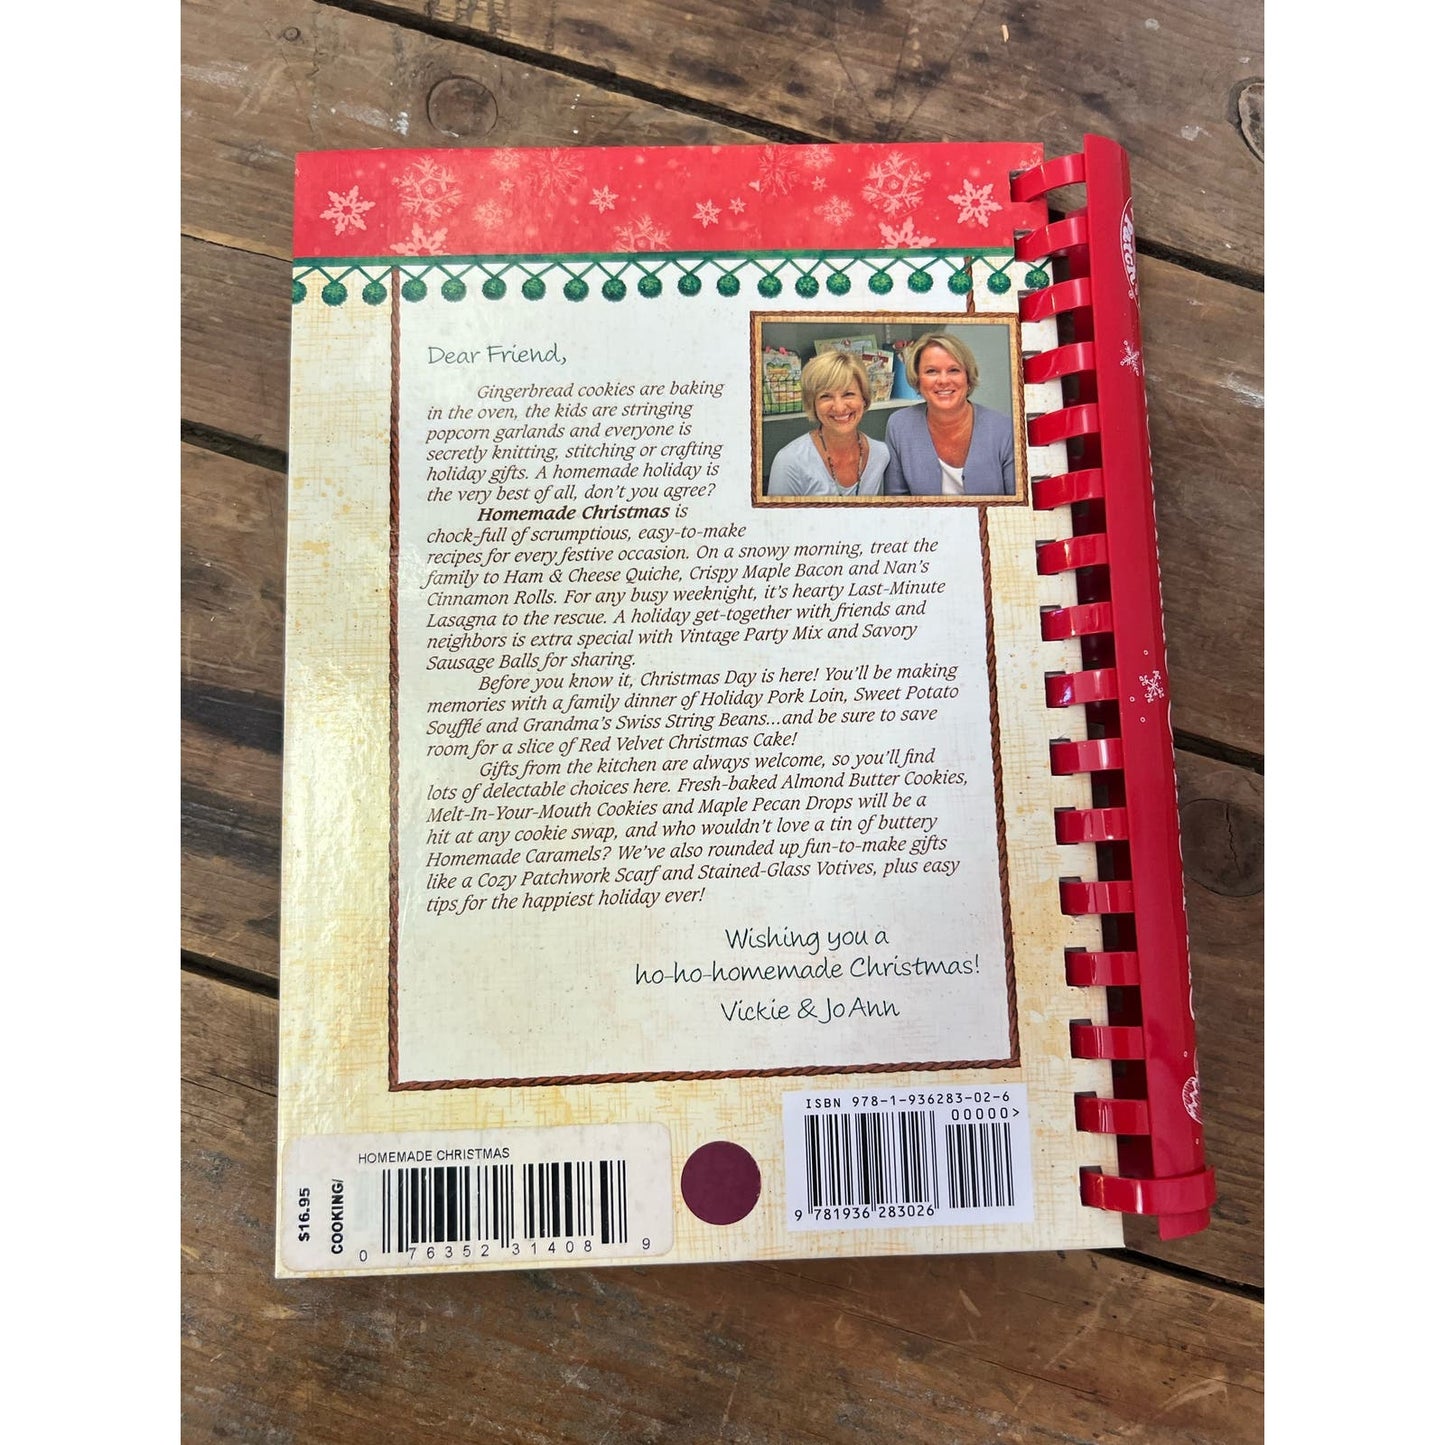 Dear Friend,
Gingerbread cookies are baking
in the oven, the kids are stringing
popcorn garlands and everyone is
secretly knitting, stitching or crafting
holiday gifts. A homemade holiday is
the very best of all, don't you agree?
Homemade Christmas is
chock-full of scrumptious, easy-to-make
recipes for every festive occasion. On a snowy morning, treat the
family to Ham & Cheese Quiche, Crispy Maple Bacon and Nan's
Cinnamon Rolls. For any busy weeknight, it's hearty Last-Minute
Lasagna to the rescue. A holiday get-together with friends and
neighbors is extra special with Vintage Party Mix and Savory
Sausage Balls for sharing.
Before you know it, Christmas Day is here! You'll be making
memories with a family dinner of Holiday Pork Loin, Sweet Potato
Soufflé and Grandma's Swiss String Beans...and be sure to save
room for a slice of Red Velvet Christmas Cake!
Gifts from the kitchen are always welcome, so you'll find
lots of delectable choices here. Fresh-baked Almond Butter Cookies,
Melt-In-Your-Mouth Cookies and Maple Pecan Drops will be a
hit at any cookie swap, and who wouldn't love a tin of buttery
Homemade Caramels? We've also rounded up fun-to-make gifts
like a Cozy Patchwork Scarf and Stained-Glass Votives, plus easy
tips for the happiest holiday ever!
Wishing you a
ho-ho-homemade Christmas!
Vickie & JoAnn
ISBN 978-1-936283-02-6
00000>
9 781936 283026
HOMEMADE CHRISTMAS
$16.95
COOKING/
0 76352 31408 9
Patch®